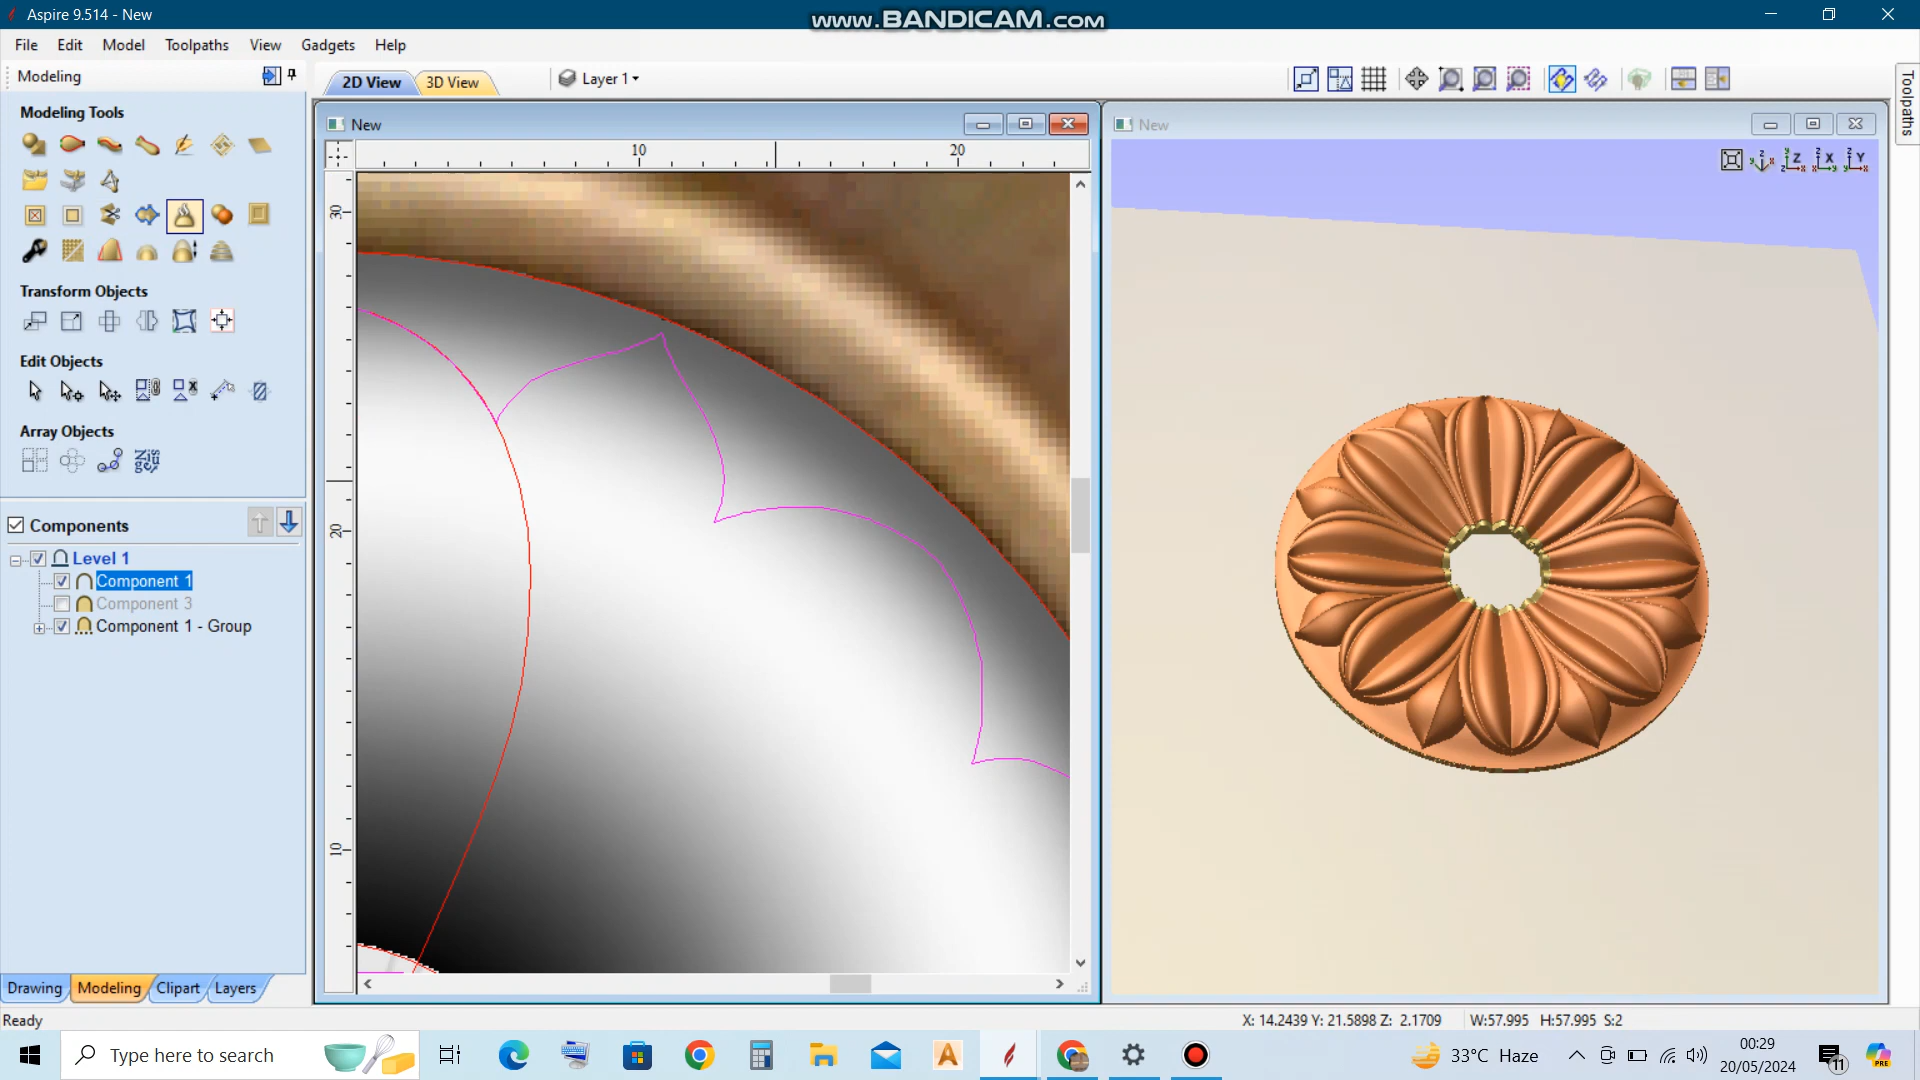 Aspire 9.514 - New
www.BANDICAM.com
File Edit Model Toolpaths View Gadgets Help
Modeling
2D View 3D View Layer 1
Toolpaths
Modeling Tools
New
New
10 20
30
20
10
Transform Objects
Edit Objects
Array Objects
Components
Level 1
Component 1
Component 3
Component 1 - Group
Drawing Modeling Clipart Layers
Ready
X: 14.2439 Y: 21.5898 Z: 2.1709 W:57.995 H:57.995 S:2
Type here to search
33°C Haze
00:29
20/05/2024
11
PRE